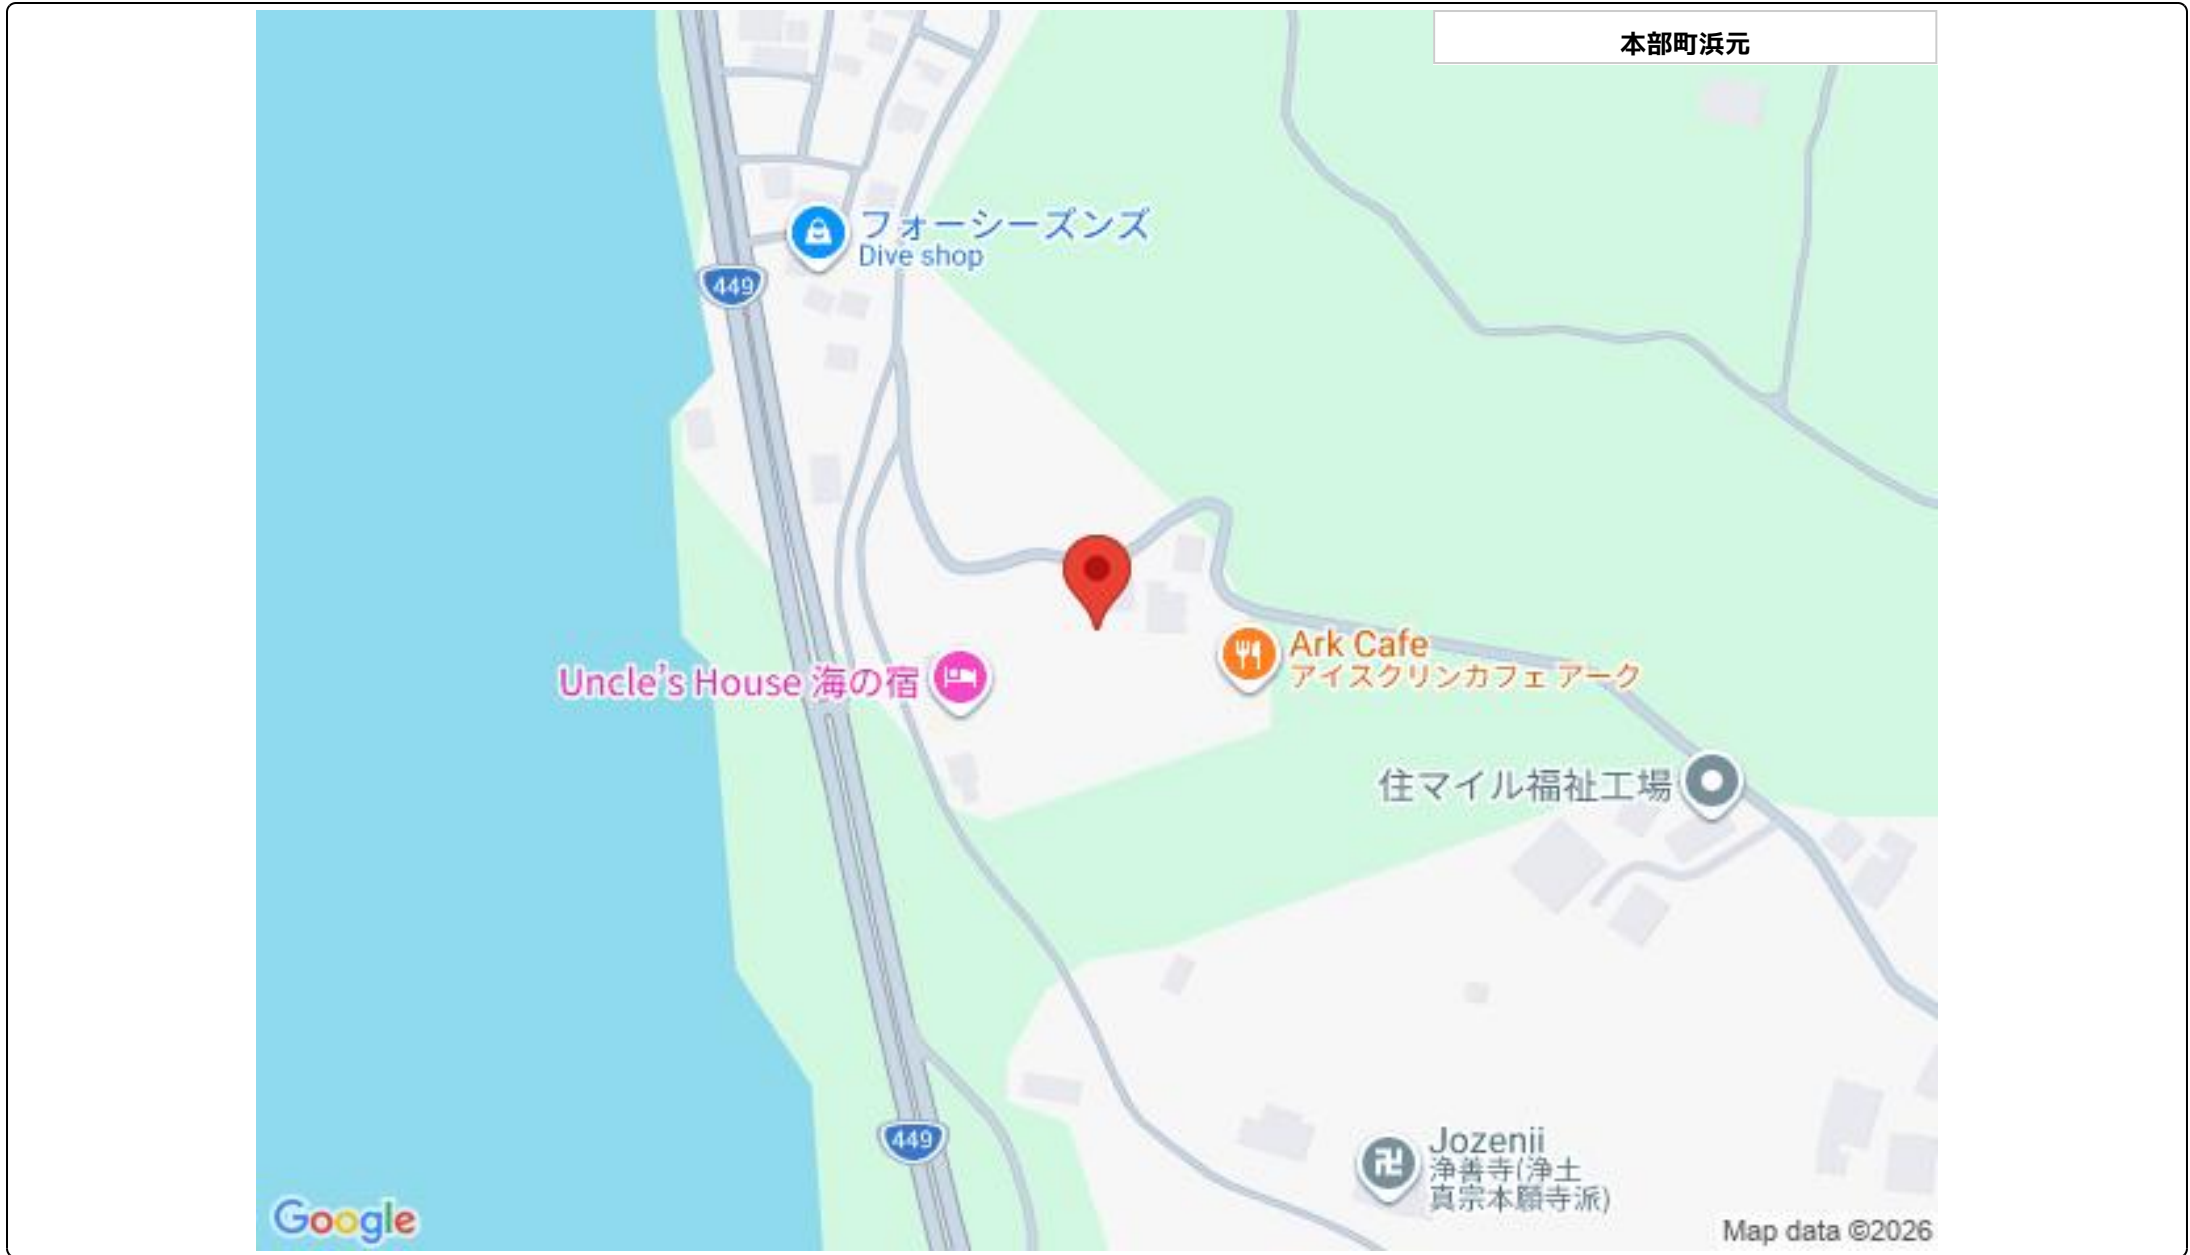 本部町浜元
フォーシーズンズ
Dive shop
449
Uncle's House 海の宿
Ark Cafe
アイスクリンカフェ アーク
住マイル福祉工場
449
Jozenji
浄善寺(浄土
真宗本願寺派)
Google
Map data ©2026